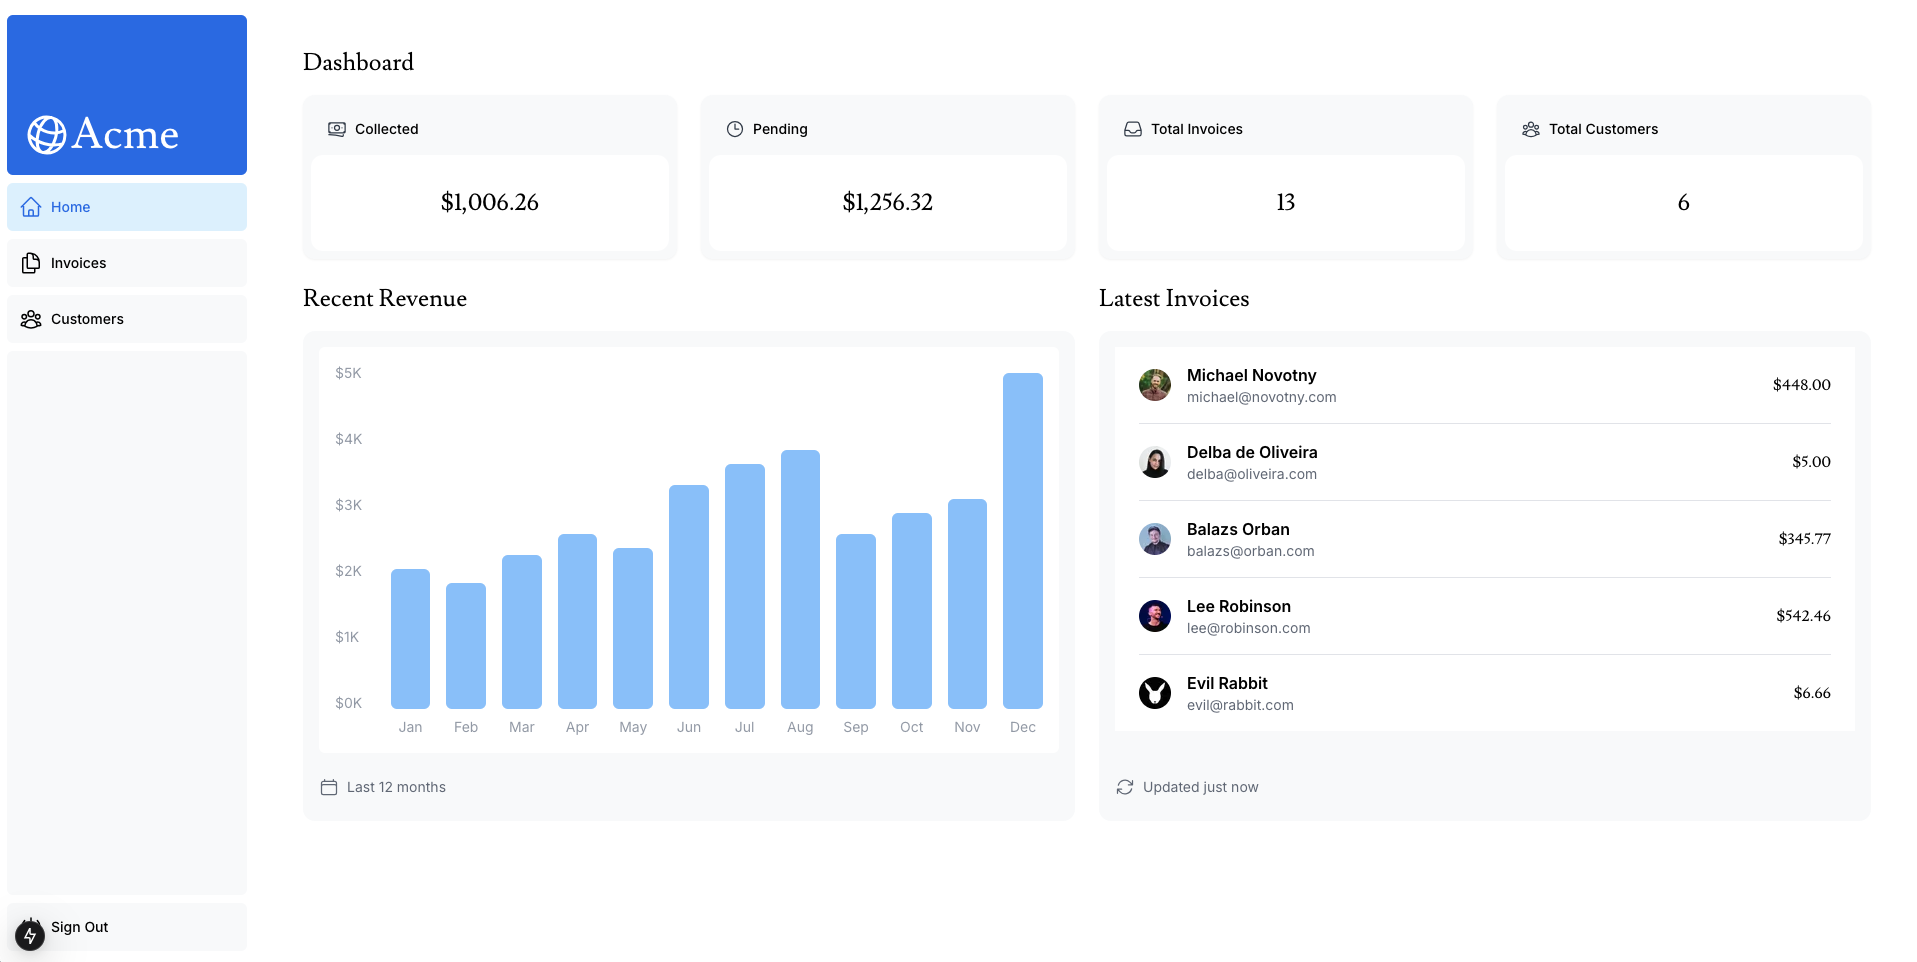 Acme
Home
Invoices
Customers
Sign Out
Dashboard
Collected
$1,006.26
Pending
$1,256.32
Total Invoices
13
Total Customers
6
Recent Revenue
$5K
$4K
$3K
$2K
$1K
$0K
Jan Feb Mar Apr May Jun Jul Aug Sep Oct Nov Dec
Last 12 months
Latest Invoices
Michael Novotny
michael@novotny.com
$448.00
Delba de Oliveira
delba@oliveira.com
$5.00
Balazs Orban
balazs@orban.com
$345.77
Lee Robinson
lee@robinson.com
$542.46
Evil Rabbit
evil@rabbit.com
$6.66
Updated just now